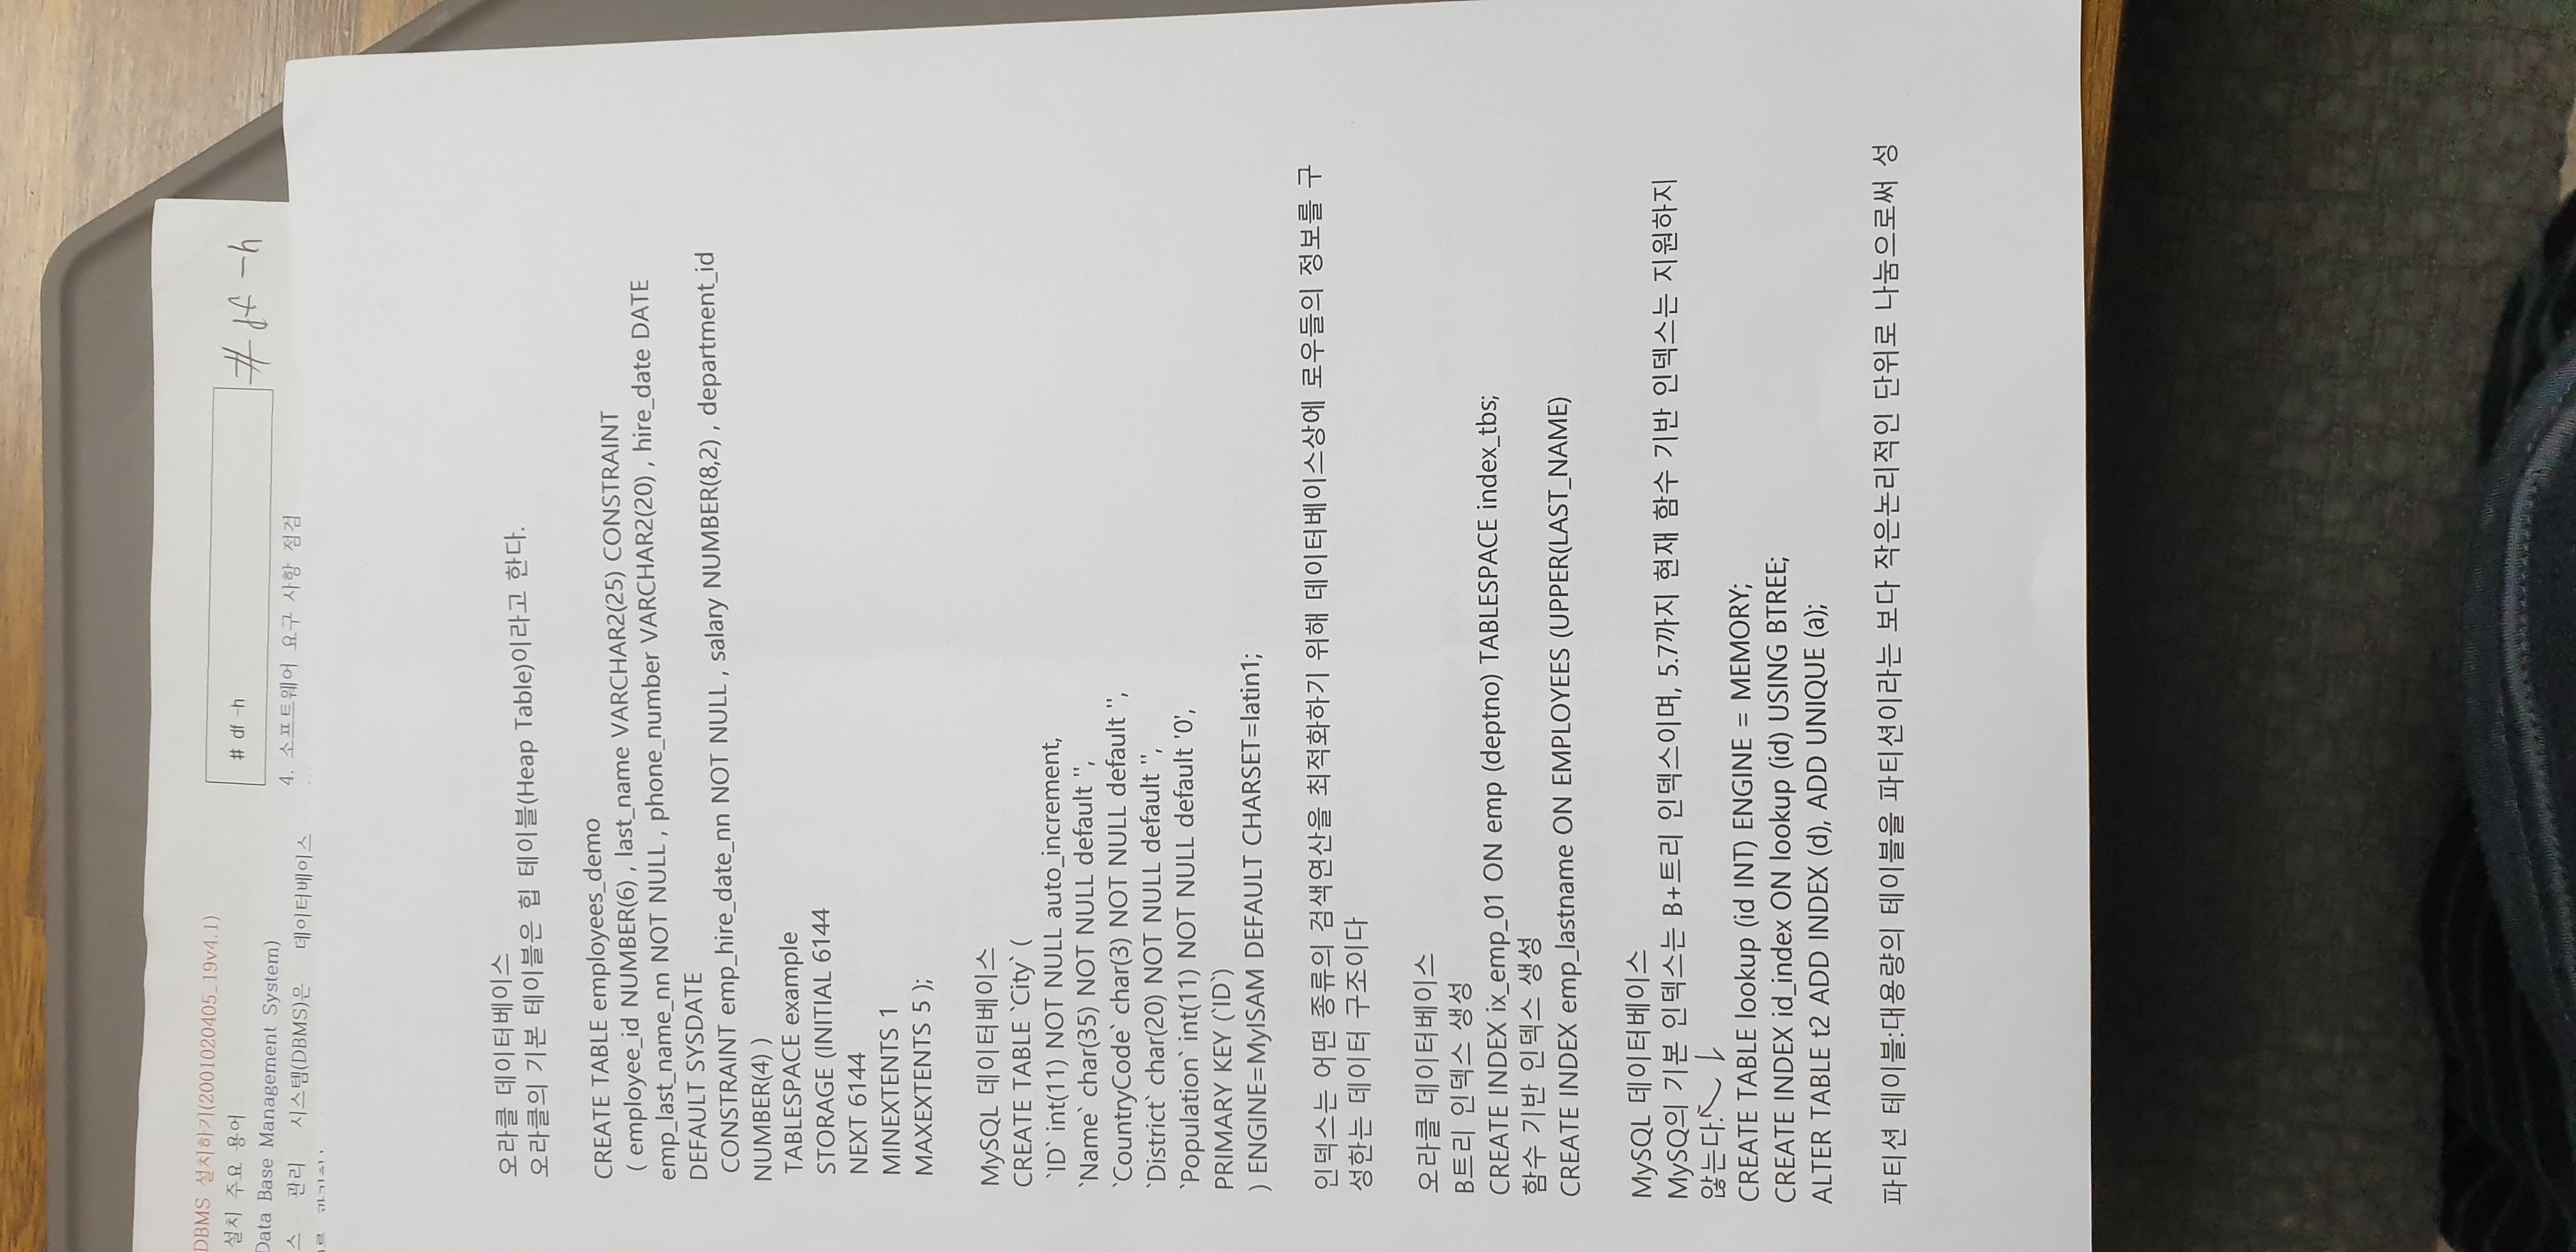 DBMS 설치하기(2001020405_19v4.1)
설치 주요 용어
Data Base Management System)
스 관리 시스템(DBMS)은 데이터베이스
# df -h
# df -h
4. 소프트웨어 요구 사항 점검
오라클 데이터베이스
오라클의 기본 테이블은 힙 테이블(Heap Table)이라고 한다.
CREATE TABLE employees_demo
( employee_id NUMBER(6) , last_name VARCHAR2(25) CONSTRAINT
emp_last_name_nn NOT NULL , phone_number VARCHAR2(20) , hire_date DATE
DEFAULT SYSDATE
CONSTRAINT emp_hire_date_nn NOT NULL , salary NUMBER(8,2) , department_id
NUMBER(4) )
TABLESPACE example
STORAGE (INITIAL 6144
NEXT 6144
MINEXTENTS 1
MAXEXTENTS 5 );
MySQL 데이터베이스
CREATE TABLE `City` (
`ID` int(11) NOT NULL auto_increment,
`Name` char(35) NOT NULL default '',
`CountryCode` char(3) NOT NULL default '',
`District` char(20) NOT NULL default '',
`Population` int(11) NOT NULL default '0',
PRIMARY KEY (`ID`)
) ENGINE=MyISAM DEFAULT CHARSET=latin1;
인덱스는 어떤 종류의 검색연산을 최적화하기 위해 데이터베이스상에 로우들의 정보를 구
성한는 데이터 구조이다
오라클 데이터베이스
B트리 인덱스 생성
CREATE INDEX ix_emp_01 ON emp (deptno) TABLESPACE index_tbs;
함수 기반 인덱스 생성
CREATE INDEX emp_lastname ON EMPLOYEES (UPPER(LAST_NAME)
MySQL 데이터베이스
MySQ의 기본 인덱스는 B+트리 인덱스이며, 5.7까지 현재 함수 기반 인덱스는 지원하지
않는다.
CREATE TABLE lookup (id INT) ENGINE = MEMORY;
CREATE INDEX id_index ON lookup (id) USING BTREE;
ALTER TABLE t2 ADD INDEX (d), ADD UNIQUE (a);
파티션 테이블:대용량의 테이블을 파티션이라는 보다 작은논리적인 단위로 나눔으로써 성